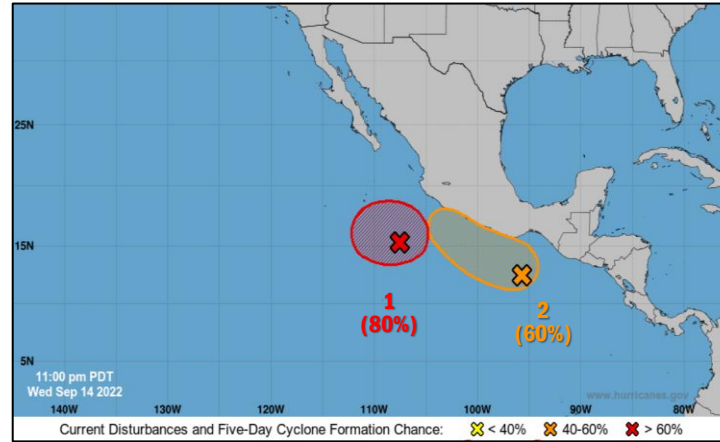 25N
15N
5N
1
(80%)
2
(60%)
11:00 pm PDT
Wed Sep 14 2022
www.hurricanes.gov
140W 130W 120W 110W 100W 90W 80W
Current Disturbances and Five-Day Cyclone Formation Chance: < 40% 40-60% > 60%